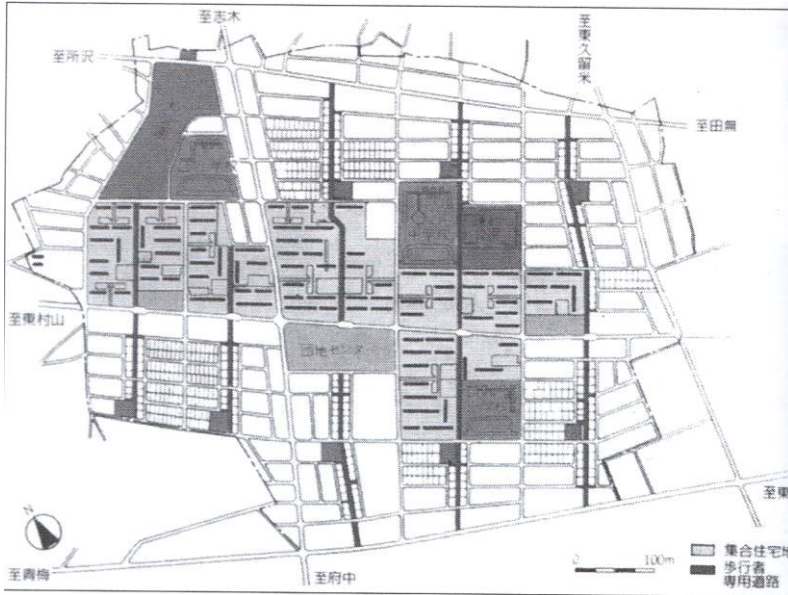 至志木
至所沢
至東久留米
至田無
至東村山
団地センター
至東
N
0 100m
集合住宅地
歩行者
専用道路
至青梅
至府中